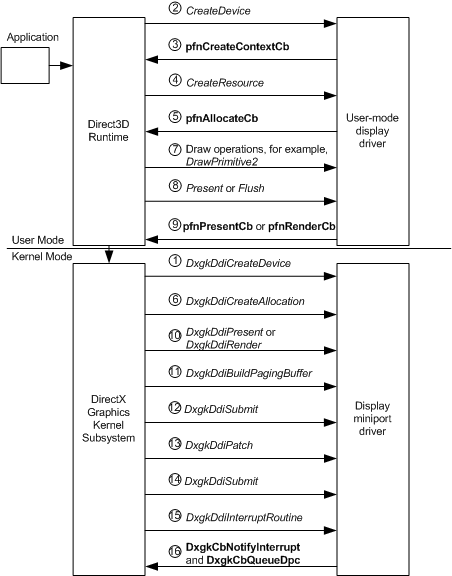 Application
Direct3D
Runtime
② CreateDevice
③ pfnCreateContextCb
④ CreateResource
⑤ pfnAllocateCb
⑦ Draw operations, for example,
DrawPrimitive2
⑧ Present or Flush
⑨ pfnPresentCb or pfnRenderCb
User-mode
display
driver
User Mode
Kernel Mode
DirectX
Graphics
Kernel
Subsystem
① DxgkDdiCreateDevice
⑥ DxgkDdiCreateAllocation
⑩ DxgkDdiPresent or
DxgkDdiRender
⑪ DxgkDdiBuildPagingBuffer
⑫ DxgkDdiSubmit
⑬ DxgkDdiPatch
⑭ DxgkDdiSubmit
⑮ DxgkDdiInterruptRoutine
⑯ DxgkCbNotifyInterrupt
and DxgkCbQueueDpc
Display
miniport
driver